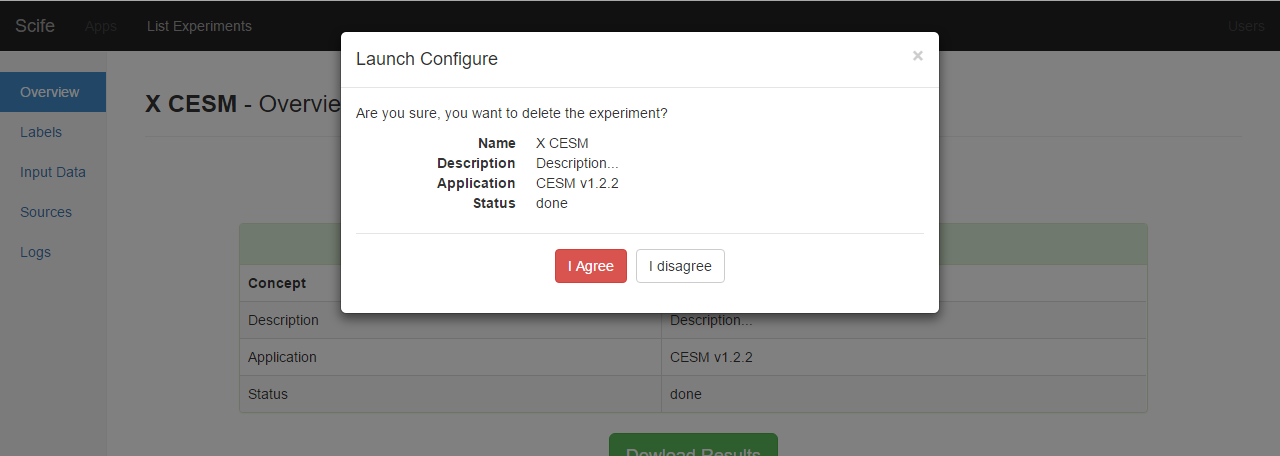 Scife Apps List Experiments Users
Launch Configure ×
Overview
X CESM - Overvie
Are you sure, you want to delete the experiment?
Labels
Name X CESM
Description Description...
Input Data
Application CESM v1.2.2
Status done
Sources
Logs
I Agree I disagree
Concept
Description Description...
Application CESM v1.2.2
Status done
Dowload Results